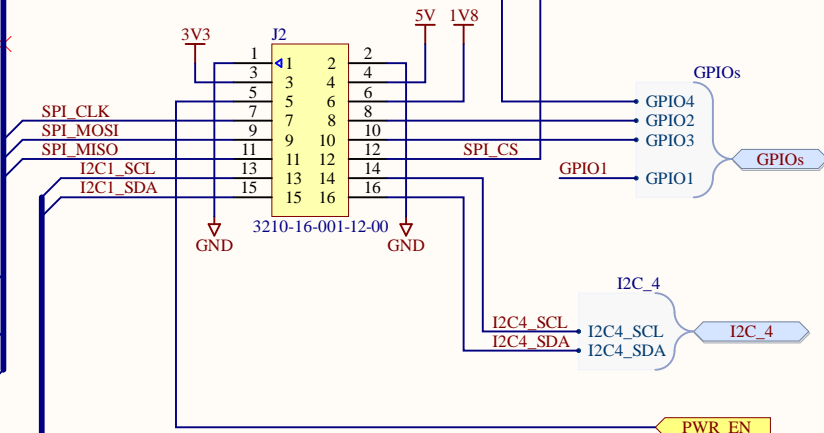 5V 1V8
3V3 J2
1 1 2 2
3 3 4 4
5 5 6 6
SPI_CLK 7 7 8 8
SPI_MOSI 9 9 10 10
SPI_MISO 11 11 12 12 SPI_CS
I2C1_SCL 13 13 14 14
I2C1_SDA 15 15 16 16
GND 3210-16-001-12-00 GND
GPIOs
GPIO4
GPIO2
GPIO3
GPIO1 GPIO1
GPIOs
I2C_4
I2C4_SCL I2C4_SCL
I2C4_SDA I2C4_SDA
I2C_4
PWR_EN